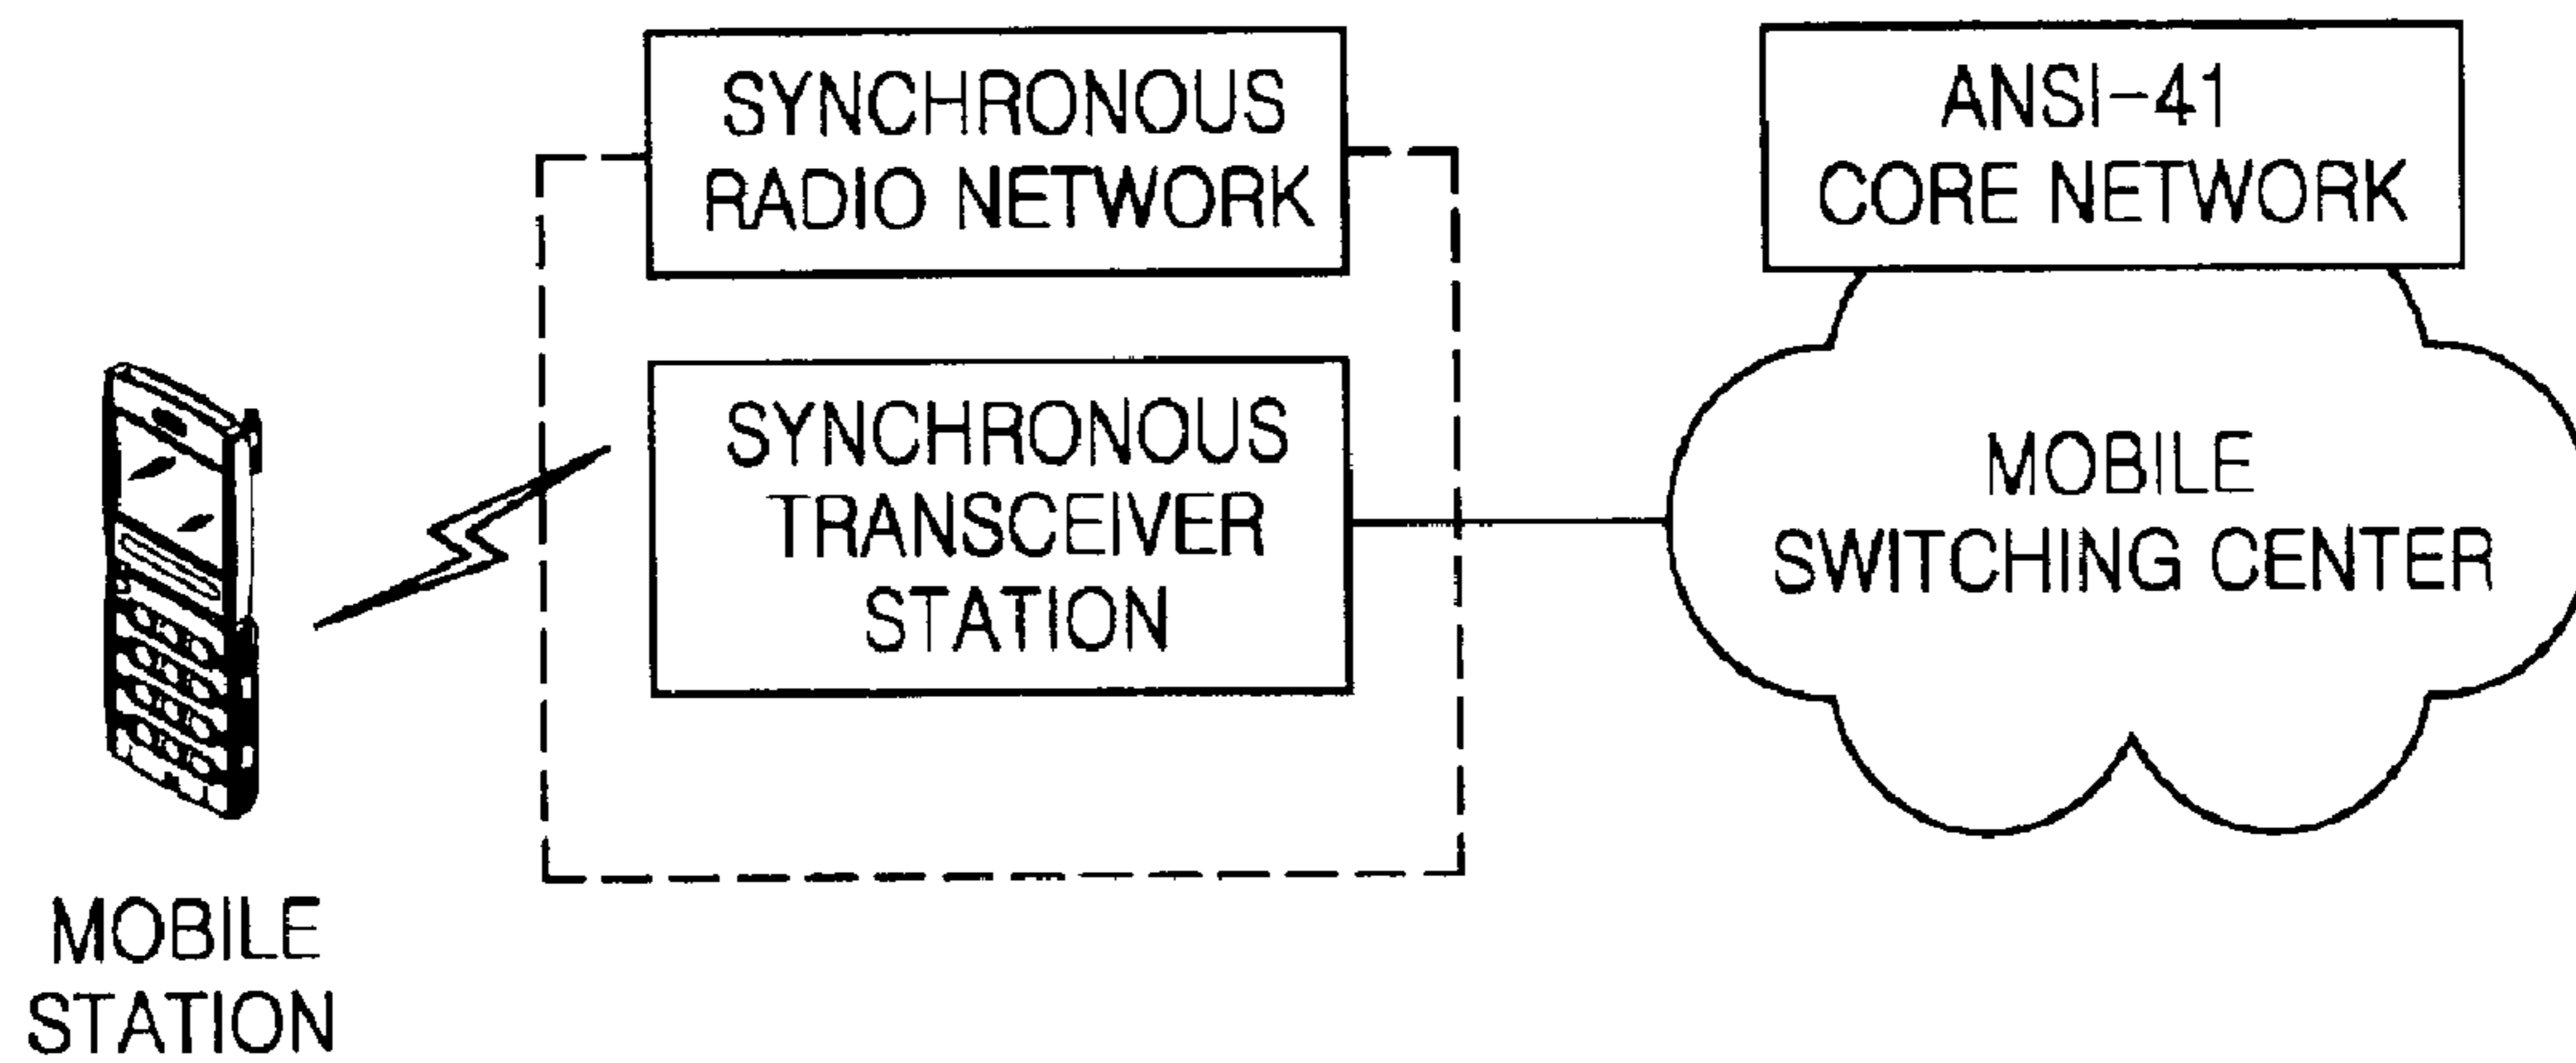 SYNCHRONOUS
RADIO NETWORK
ANSI-41
CORE NETWORK
SYNCHRONOUS
TRANSCEIVER
STATION
MOBILE
SWITCHING CENTER
MOBILE
STATION